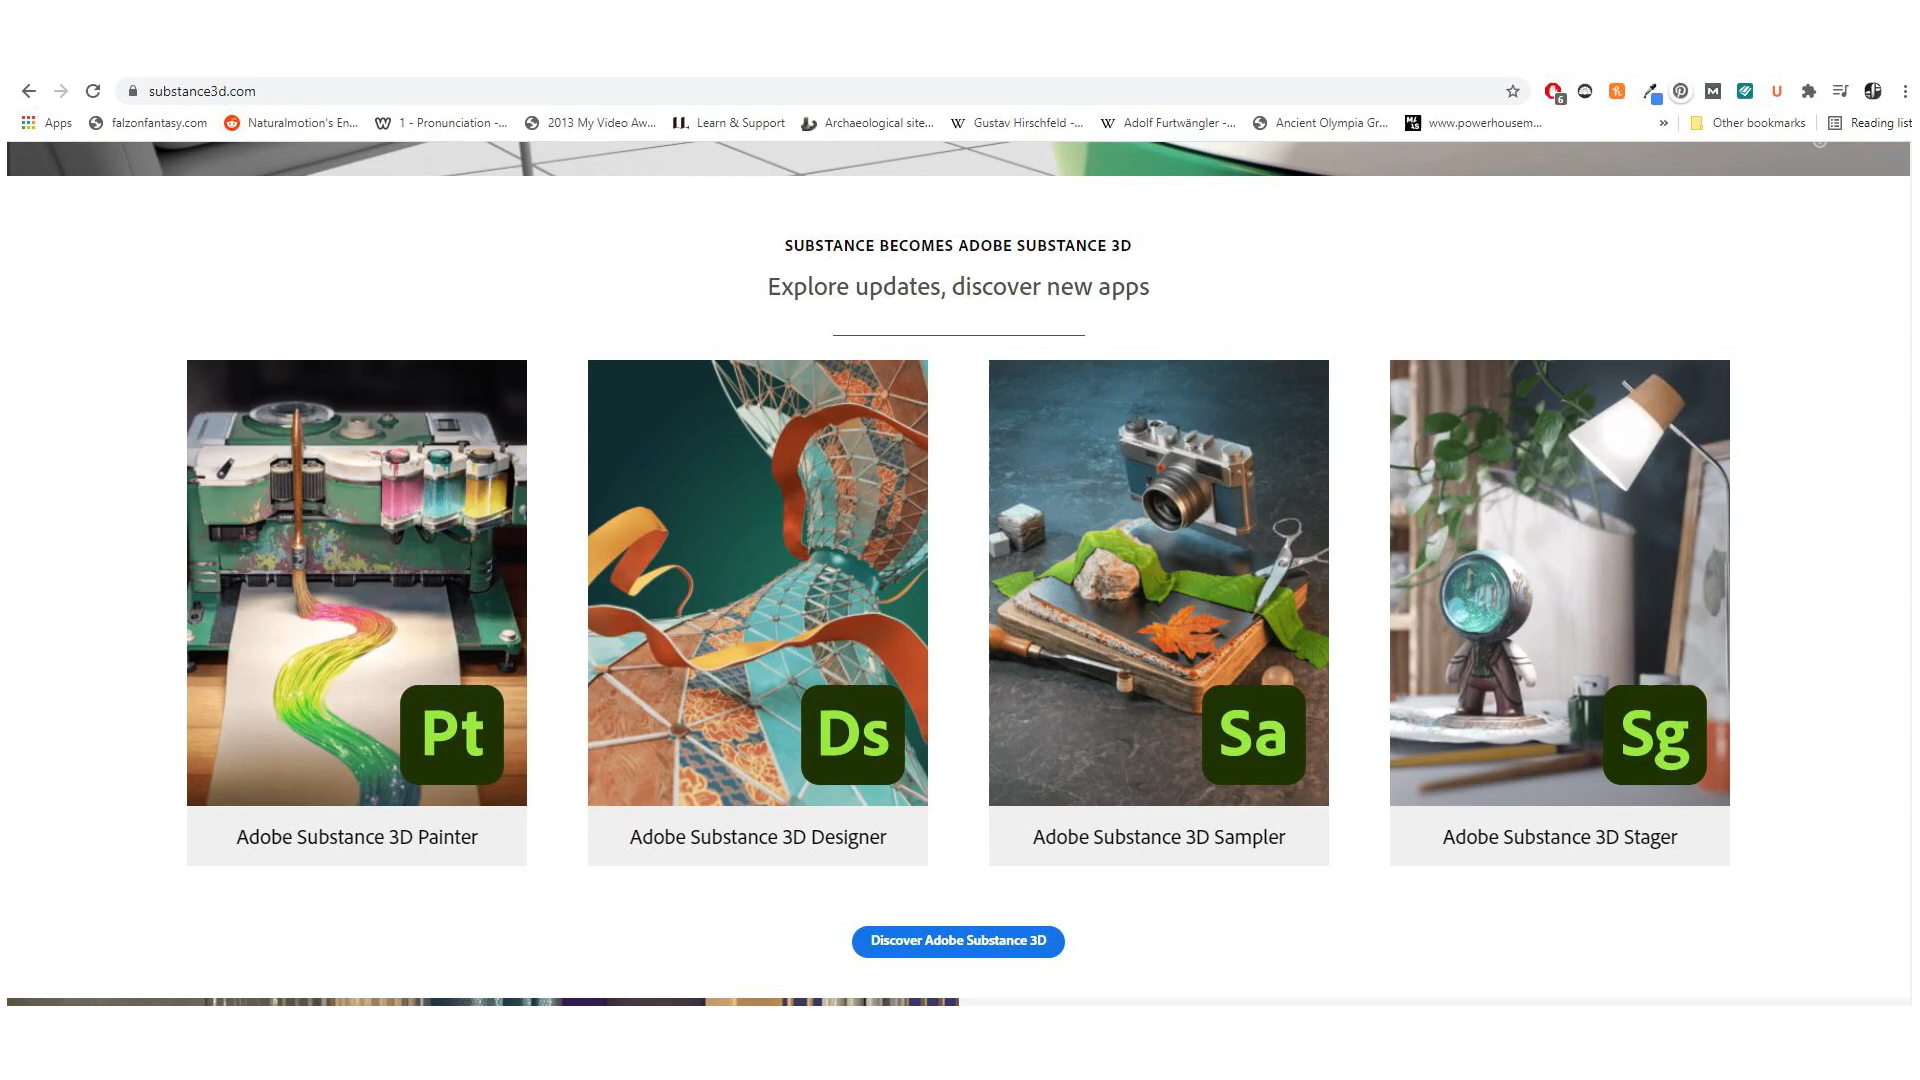 substance3d.com
6
Apps falzonfantasy.com Naturalmotion's En... 1 - Pronunciation -... 2013 My Video Aw... Learn & Support Archaeological site... Gustav Hirschfeld -... Adolf Furtwängler -... Ancient Olympia Gr... www.powerhousem... » Other bookmarks Reading list
SUBSTANCE BECOMES ADOBE SUBSTANCE 3D
Explore updates, discover new apps
Pt Ds Sa Sg
Adobe Substance 3D Painter Adobe Substance 3D Designer Adobe Substance 3D Sampler Adobe Substance 3D Stager
Discover Adobe Substance 3D